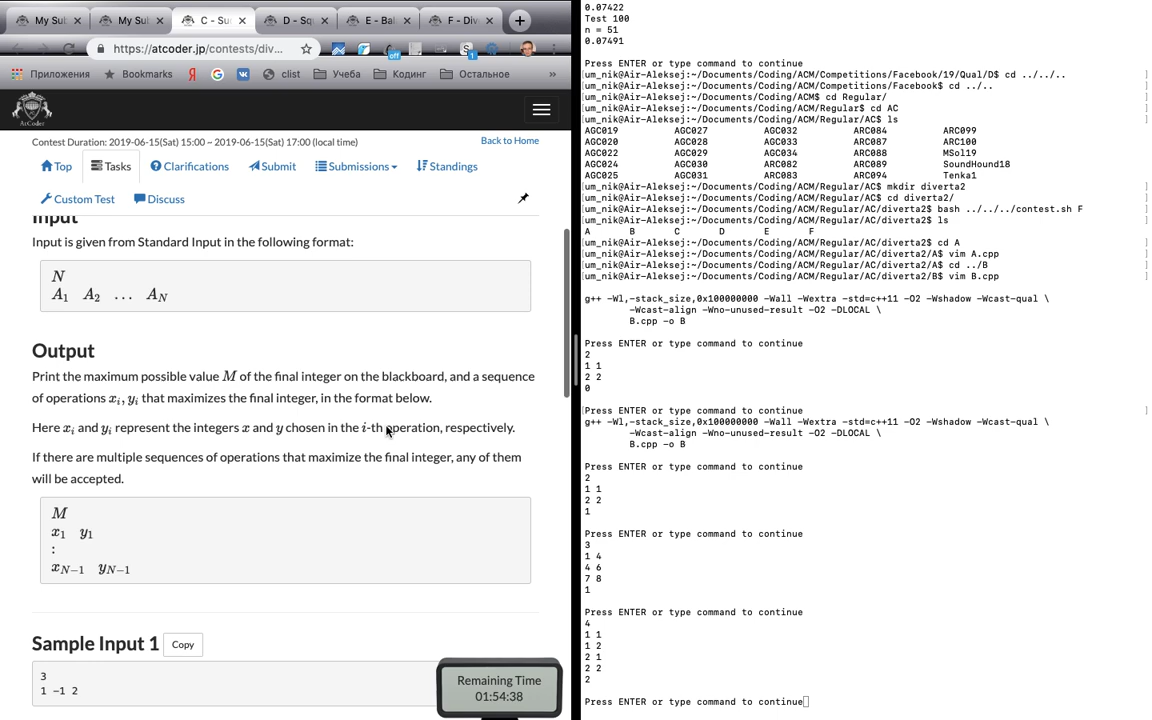 My Sub
My Sub
C - Su
D - Sq
E - Bal
F - Div
https://atcoder.jp/contests/div...
off
1
Приложения
Bookmarks
Я
G
clist
Учеба
Кодинг
Остальное
»
AtCoder
Contest Duration: 2019-06-15(Sat) 15:00 ~ 2019-06-15(Sat) 17:00 (local time)
Back to Home
Top
Tasks
Clarifications
Submit
Submissions
Standings
Custom Test
Discuss
Input
Input is given from Standard Input in the following format:
N
A1 A2 … AN
Output
Print the maximum possible value M of the final integer on the blackboard, and a sequence
of operations xi, yi that maximizes the final integer, in the format below.
Here xi and yi represent the integers x and y chosen in the i-th operation, respectively.
If there are multiple sequences of operations that maximize the final integer, any of them
will be accepted.
M
x1 y1
:
xN−1 yN−1
Sample Input 1
Copy
3
1 -1 2
Remaining Time
01:54:38
0.07422
Test 100
n = 51
0.07491
Press ENTER or type command to continue
[um_nik@Air-Aleksej:~/Documents/Coding/ACM/Competitions/Facebook/19/Qual/D$ cd ../../.. ]
[um_nik@Air-Aleksej:~/Documents/Coding/ACM/Competitions/Facebook$ cd ../.. ]
[um_nik@Air-Aleksej:~/Documents/Coding/ACM$ cd Regular/ ]
[um_nik@Air-Aleksej:~/Documents/Coding/ACM/Regular$ cd AC ]
[um_nik@Air-Aleksej:~/Documents/Coding/ACM/Regular/AC$ ls ]
AGC019 AGC027 AGC032 ARC084 ARC099
AGC020 AGC028 AGC033 ARC087 ARC100
AGC022 AGC029 AGC034 ARC088 MSol19
AGC024 AGC030 ARC082 ARC089 SoundHound18
AGC025 AGC031 ARC083 ARC094 Tenka1
[um_nik@Air-Aleksej:~/Documents/Coding/ACM/Regular/AC$ mkdir diverta2 ]
[um_nik@Air-Aleksej:~/Documents/Coding/ACM/Regular/AC$ cd diverta2/ ]
[um_nik@Air-Aleksej:~/Documents/Coding/ACM/Regular/AC/diverta2$ bash ../../../contest.sh F ]
[um_nik@Air-Aleksej:~/Documents/Coding/ACM/Regular/AC/diverta2$ ls ]
A B C D E F
[um_nik@Air-Aleksej:~/Documents/Coding/ACM/Regular/AC/diverta2$ cd A ]
[um_nik@Air-Aleksej:~/Documents/Coding/ACM/Regular/AC/diverta2/A$ vim A.cpp ]
[um_nik@Air-Aleksej:~/Documents/Coding/ACM/Regular/AC/diverta2/A$ cd ../B ]
[um_nik@Air-Aleksej:~/Documents/Coding/ACM/Regular/AC/diverta2/B$ vim B.cpp ]
g++ -Wl,-stack_size,0x100000000 -Wall -Wextra -std=c++11 -O2 -Wshadow -Wcast-qual \
-Wcast-align -Wno-unused-result -O2 -DLOCAL \
B.cpp -o B
Press ENTER or type command to continue
2
1 1
2 2
0
[Press ENTER or type command to continue ]
g++ -Wl,-stack_size,0x100000000 -Wall -Wextra -std=c++11 -O2 -Wshadow -Wcast-qual \
-Wcast-align -Wno-unused-result -O2 -DLOCAL \
B.cpp -o B
Press ENTER or type command to continue
2
1 1
2 2
1
Press ENTER or type command to continue
3
1 4
4 6
7 8
1
Press ENTER or type command to continue
4
1 1
1 2
2 1
2 2
2
Press ENTER or type command to continue